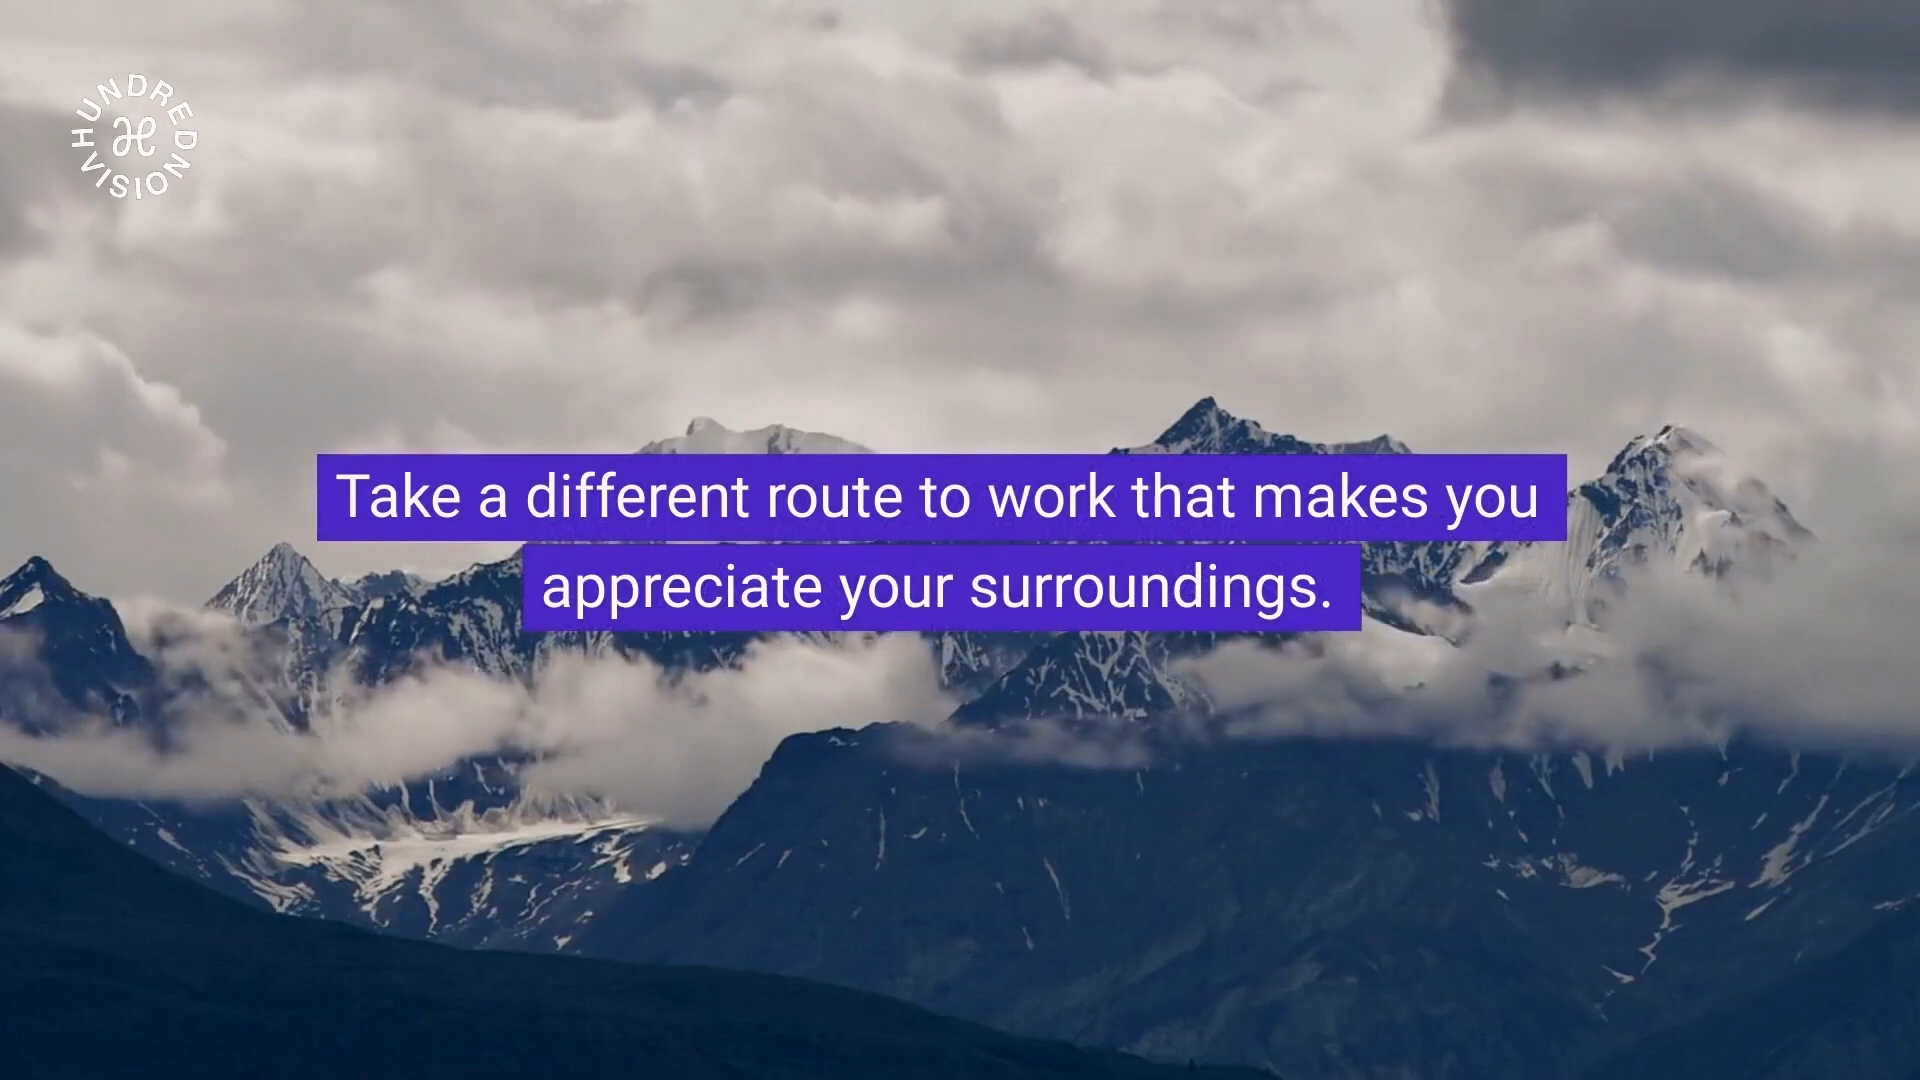 HUNDRED
VISION
Take a different route to work that makes you
appreciate your surroundings.